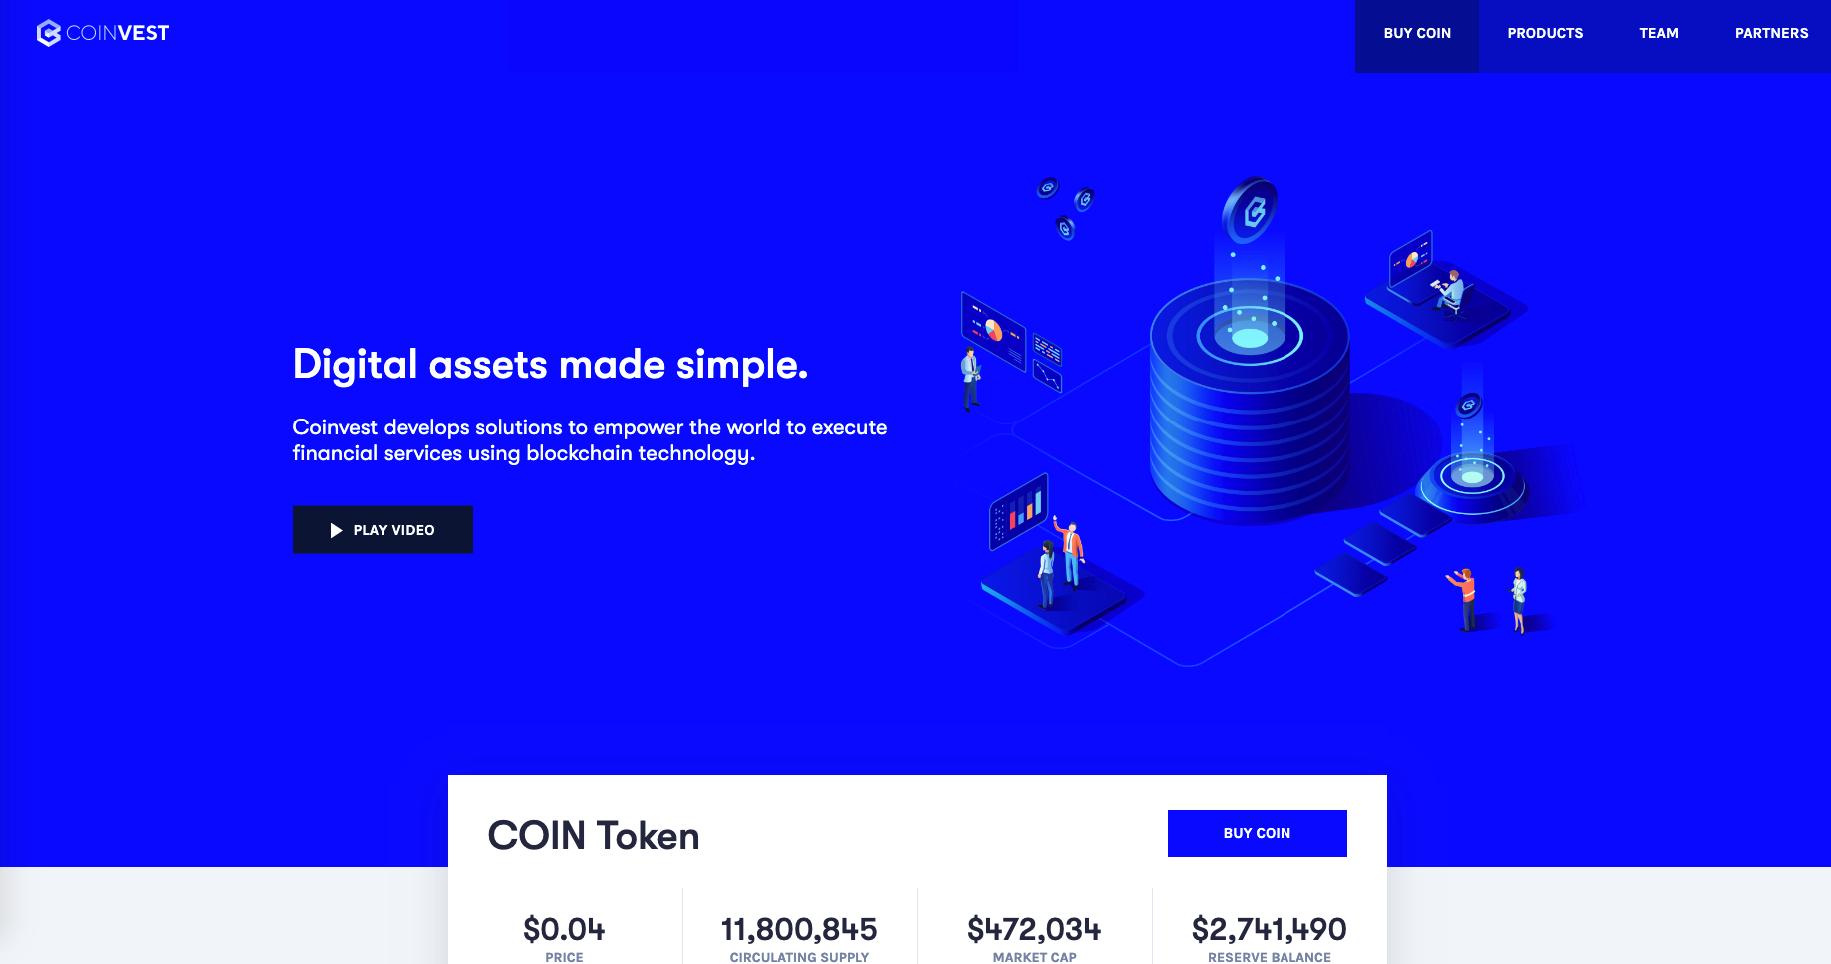 COINVEST
BUY COIN
PRODUCTS
TEAM
PARTNERS
Digital assets made simple.
Coinvest develops solutions to empower the world to execute
financial services using blockchain technology.
PLAY VIDEO
COIN Token
BUY COIN
$0.04
PRICE
11,800,845
CIRCULATING SUPPLY
$472,034
MARKET CAP
$2,741,490
RESERVE BALANCE